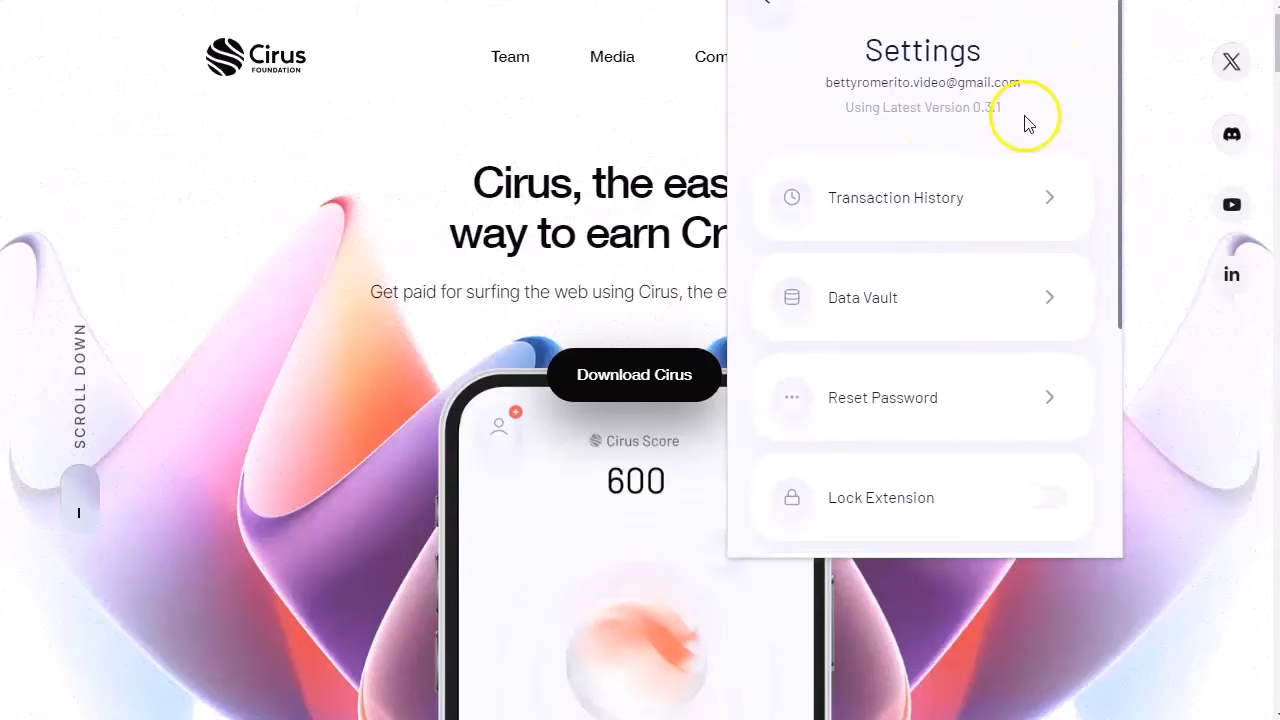 Cirus
FOUNDATION
Team
Media
Com
Cirus, the eas
way to earn Cr
Get paid for surfing the web using Cirus, the e
Download Cirus
SCROLL DOWN
Cirus Score
600
Settings
bettyromerito.video@gmail.com
Using Latest Version 0.3.1
Transaction History
Data Vault
Reset Password
Lock Extension
X
in